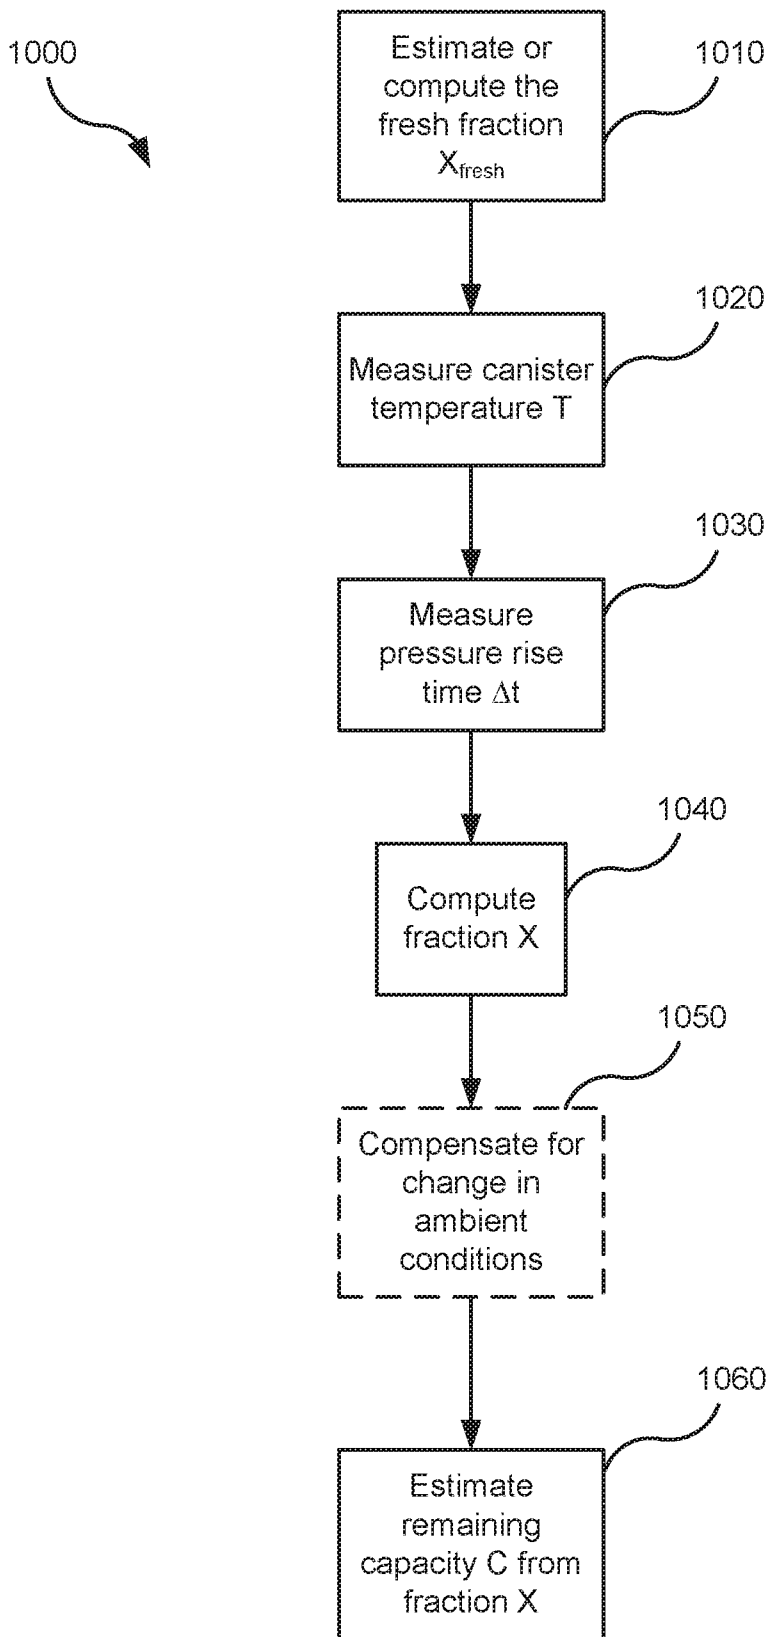 1000
Estimate or
compute the
fresh fraction
Xfresh
1010
Measure canister
temperature T
1020
Measure
pressure rise
time Δt
1030
Compute
fraction X
1040
Compensate for
change in
ambient
conditions
1050
Estimate
remaining
capacity C from
fraction X
1060